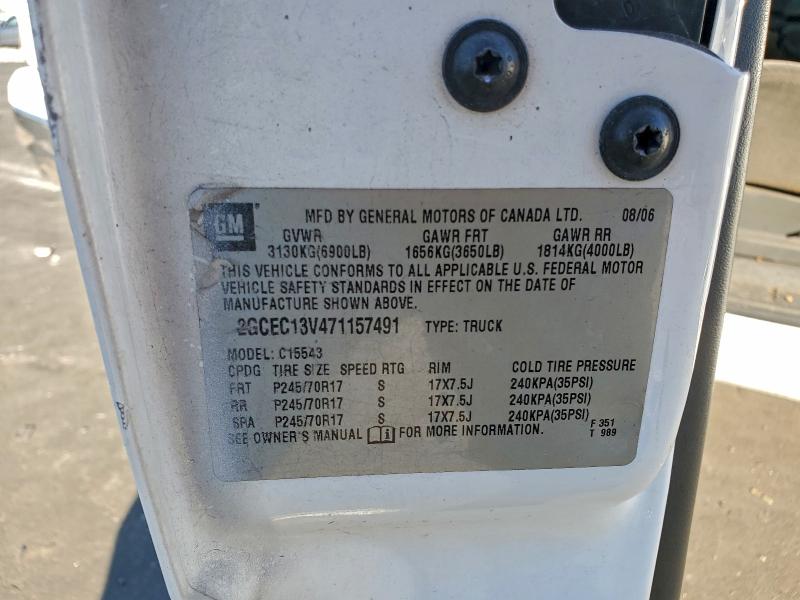 GM
MFD BY GENERAL MOTORS OF CANADA LTD. 08/06
GVWR GAWR FRT GAWR RR
3130KG(6900LB) 1656KG(3650LB) 1814KG(4000LB)
THIS VEHICLE CONFORMS TO ALL APPLICABLE U.S. FEDERAL MOTOR
VEHICLE SAFETY STANDARDS IN EFFECT ON THE DATE OF
MANUFACTURE SHOWN ABOVE.
2GCEC13V471157491 TYPE: TRUCK
MODEL: C15543
CPDG TIRE SIZE SPEED RTG RIM COLD TIRE PRESSURE
FRT P245/70R17 S 17X7.5J 240KPA(35PSI)
RR P245/70R17 S 17X7.5J 240KPA(35PSI)
SPA P245/70R17 S 17X7.5J 240KPA(35PSI)
SEE OWNER'S MANUAL i FOR MORE INFORMATION.
F 351
T 989